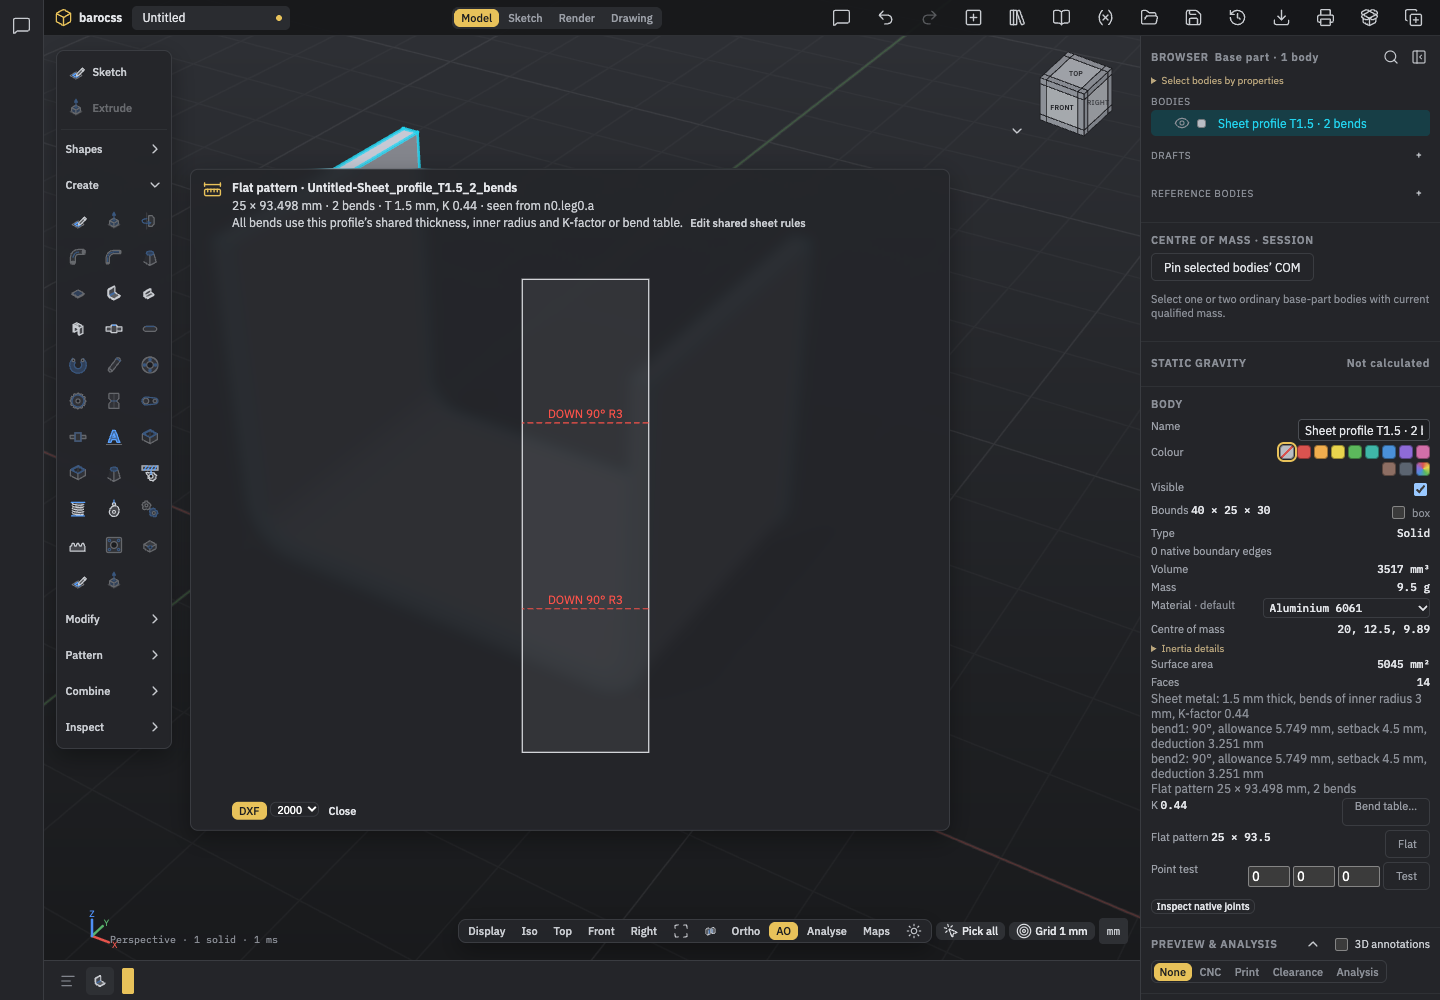 barocss
Untitled
Model Sketch Render Drawing
Sketch
Extrude
Shapes
Create
Modify
Pattern
Combine
Inspect
Flat pattern · Untitled-Sheet_profile_T1.5_2_bends
25 × 93.498 mm · 2 bends · T 1.5 mm, K 0.44 · seen from n0.leg0.a
All bends use this profile’s shared thickness, inner radius and K-factor or bend table. Edit shared sheet rules
DOWN 90° R3
DOWN 90° R3
DXF 2000 Close
TOP
FRONT
RIGHT
Z
Y
X
Perspective · 1 solid · 1 ms
Display Iso Top Front Right Ortho AO Analyse Maps
Pick all
Grid 1 mm
mm
BROWSER Base part · 1 body
Select bodies by properties
BODIES
Sheet profile T1.5 · 2 bends
DRAFTS +
REFERENCE BODIES +
CENTRE OF MASS · SESSION
Pin selected bodies’ COM
Select one or two ordinary base-part bodies with current
qualified mass.
STATIC GRAVITY Not calculated
BODY
Name Sheet profile T1.5 · 2 l
Colour
Visible
Bounds 40 × 25 × 30 box
Type Solid
0 native boundary edges
Volume 3517 mm³
Mass 9.5 g
Material · default Aluminium 6061
Centre of mass 20, 12.5, 9.89
Inertia details
Surface area 5045 mm²
Faces 14
Sheet metal: 1.5 mm thick, bends of inner radius 3
mm, K-factor 0.44
bend1: 90°, allowance 5.749 mm, setback 4.5 mm,
deduction 3.251 mm
bend2: 90°, allowance 5.749 mm, setback 4.5 mm,
deduction 3.251 mm
Flat pattern 25 × 93.498 mm, 2 bends
K 0.44 Bend table...
Flat pattern 25 × 93.5 Flat
Point test 0 0 0 Test
Inspect native joints
PREVIEW & ANALYSIS 3D annotations
None CNC Print Clearance Analysis